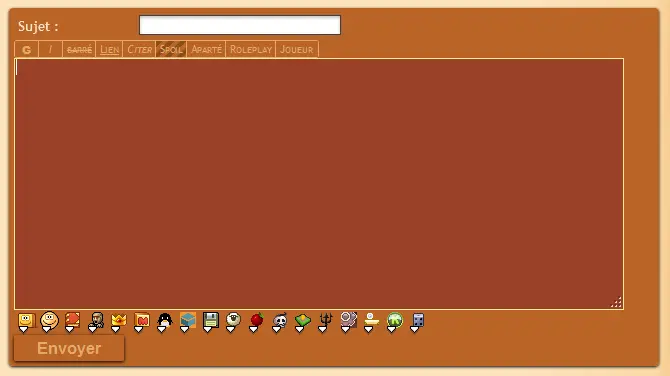 Sujet :
G I BARRÉ LIEN CITER SPOIL APARTÉ ROLEPLAY JOUEUR
Envoyer